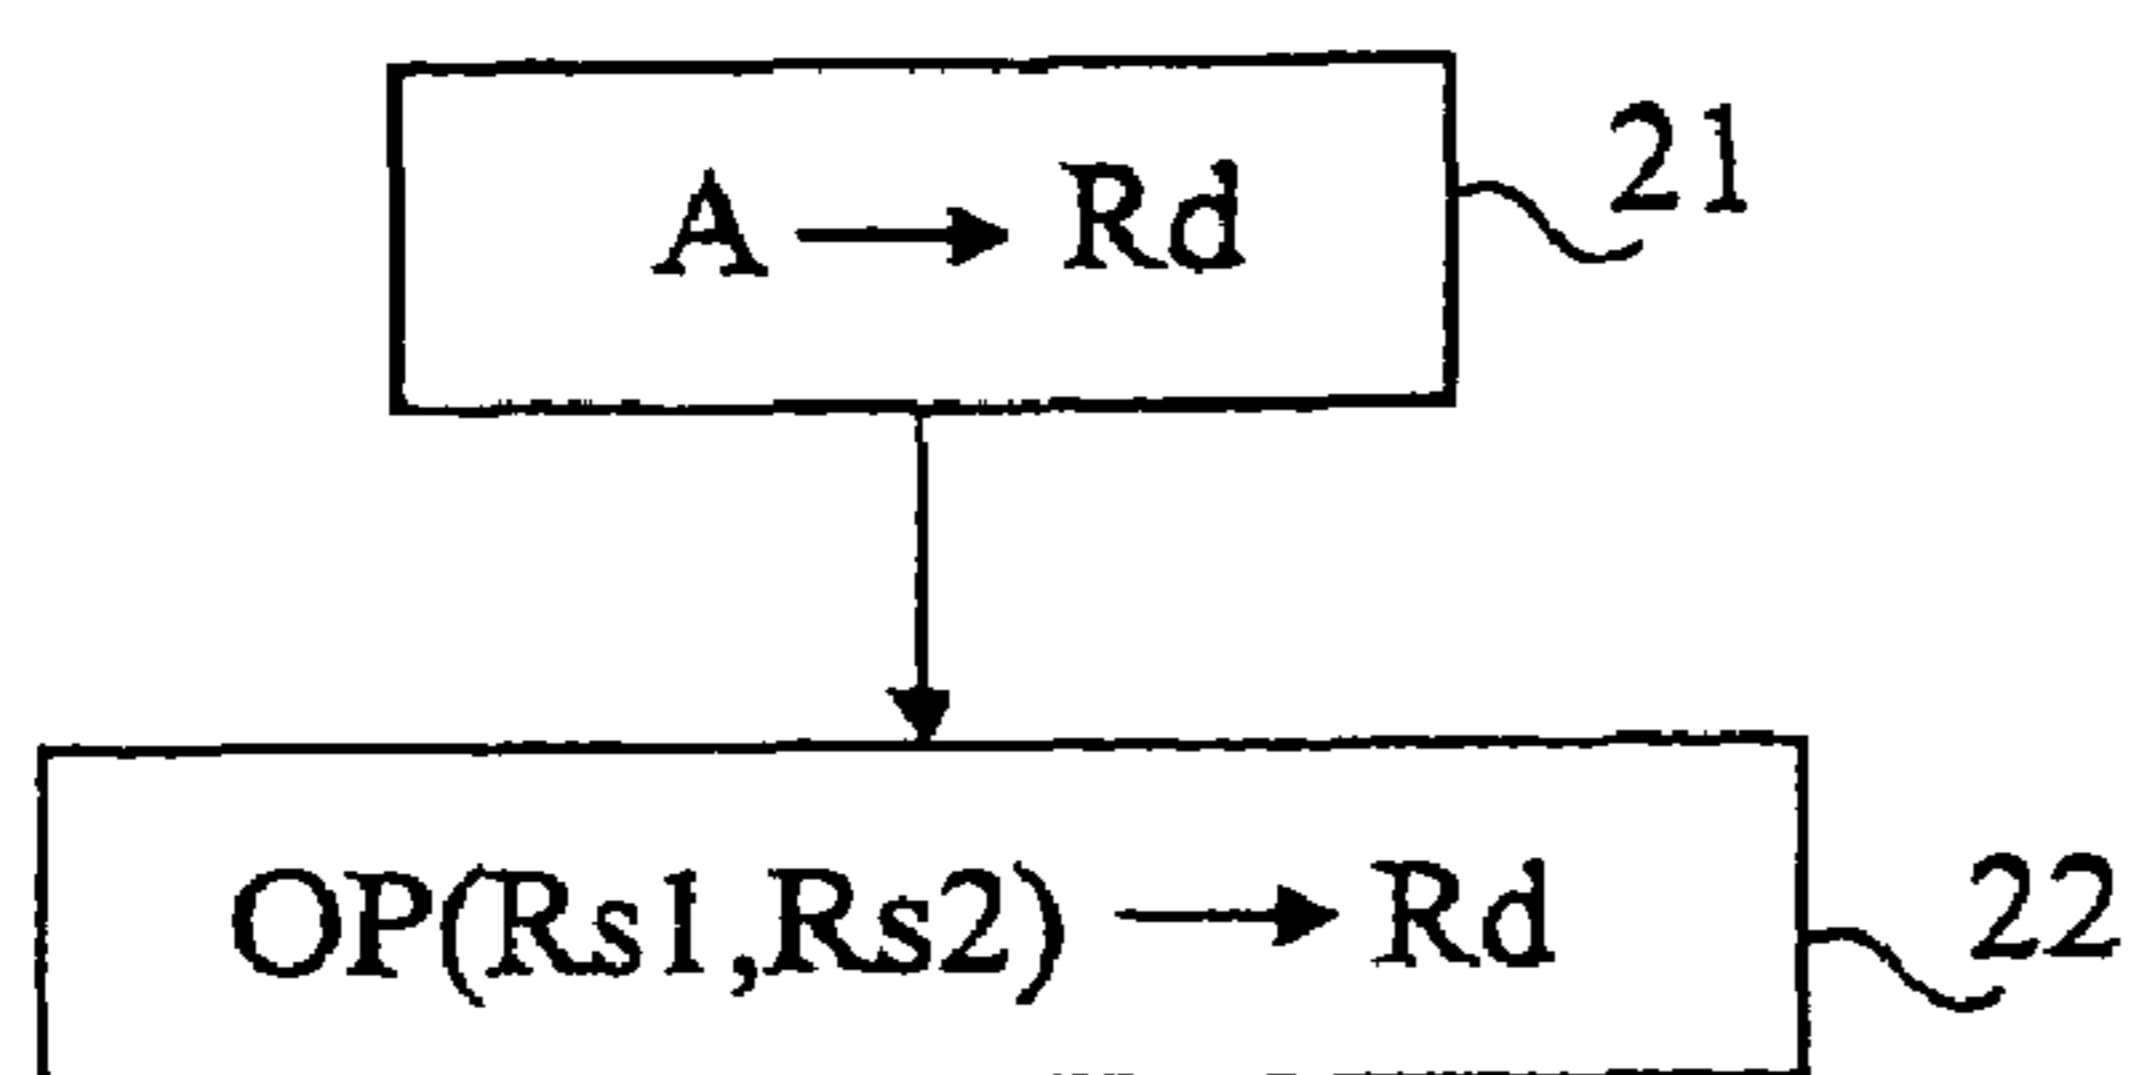 A → Rd 21
OP(Rs1,Rs2) → Rd 22